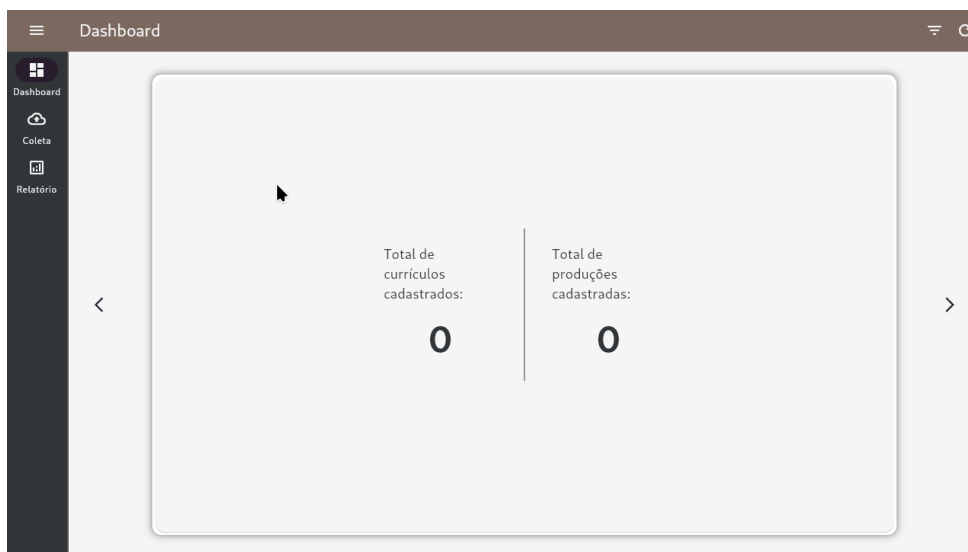 Dashboard
Dashboard
Coleta
Relatório
Total de
currículos
cadastrados:
0
Total de
produções
cadastradas:
0